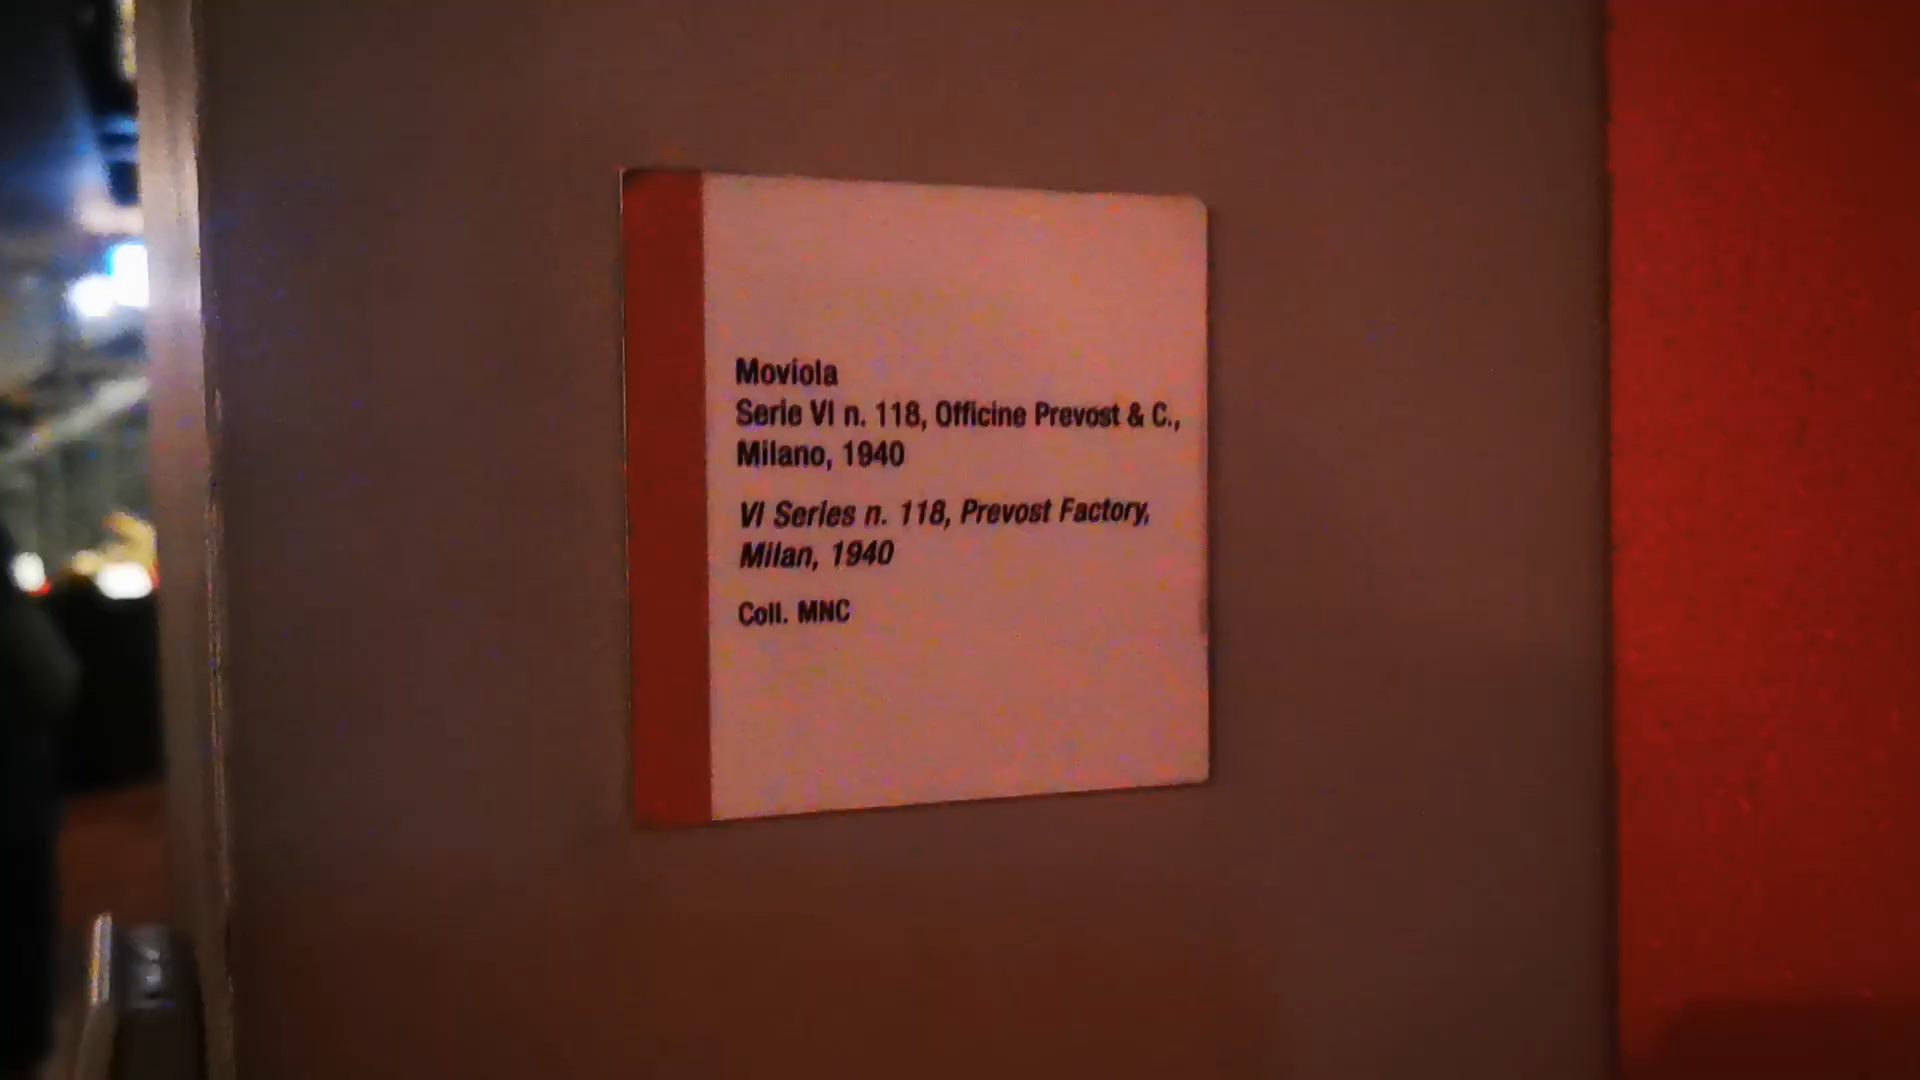 Moviola
Serie VI n. 118, Officine Prevost & C.,
Milano, 1940
VI Series n. 118, Prevost Factory,
Milan, 1940
Coll. MNC